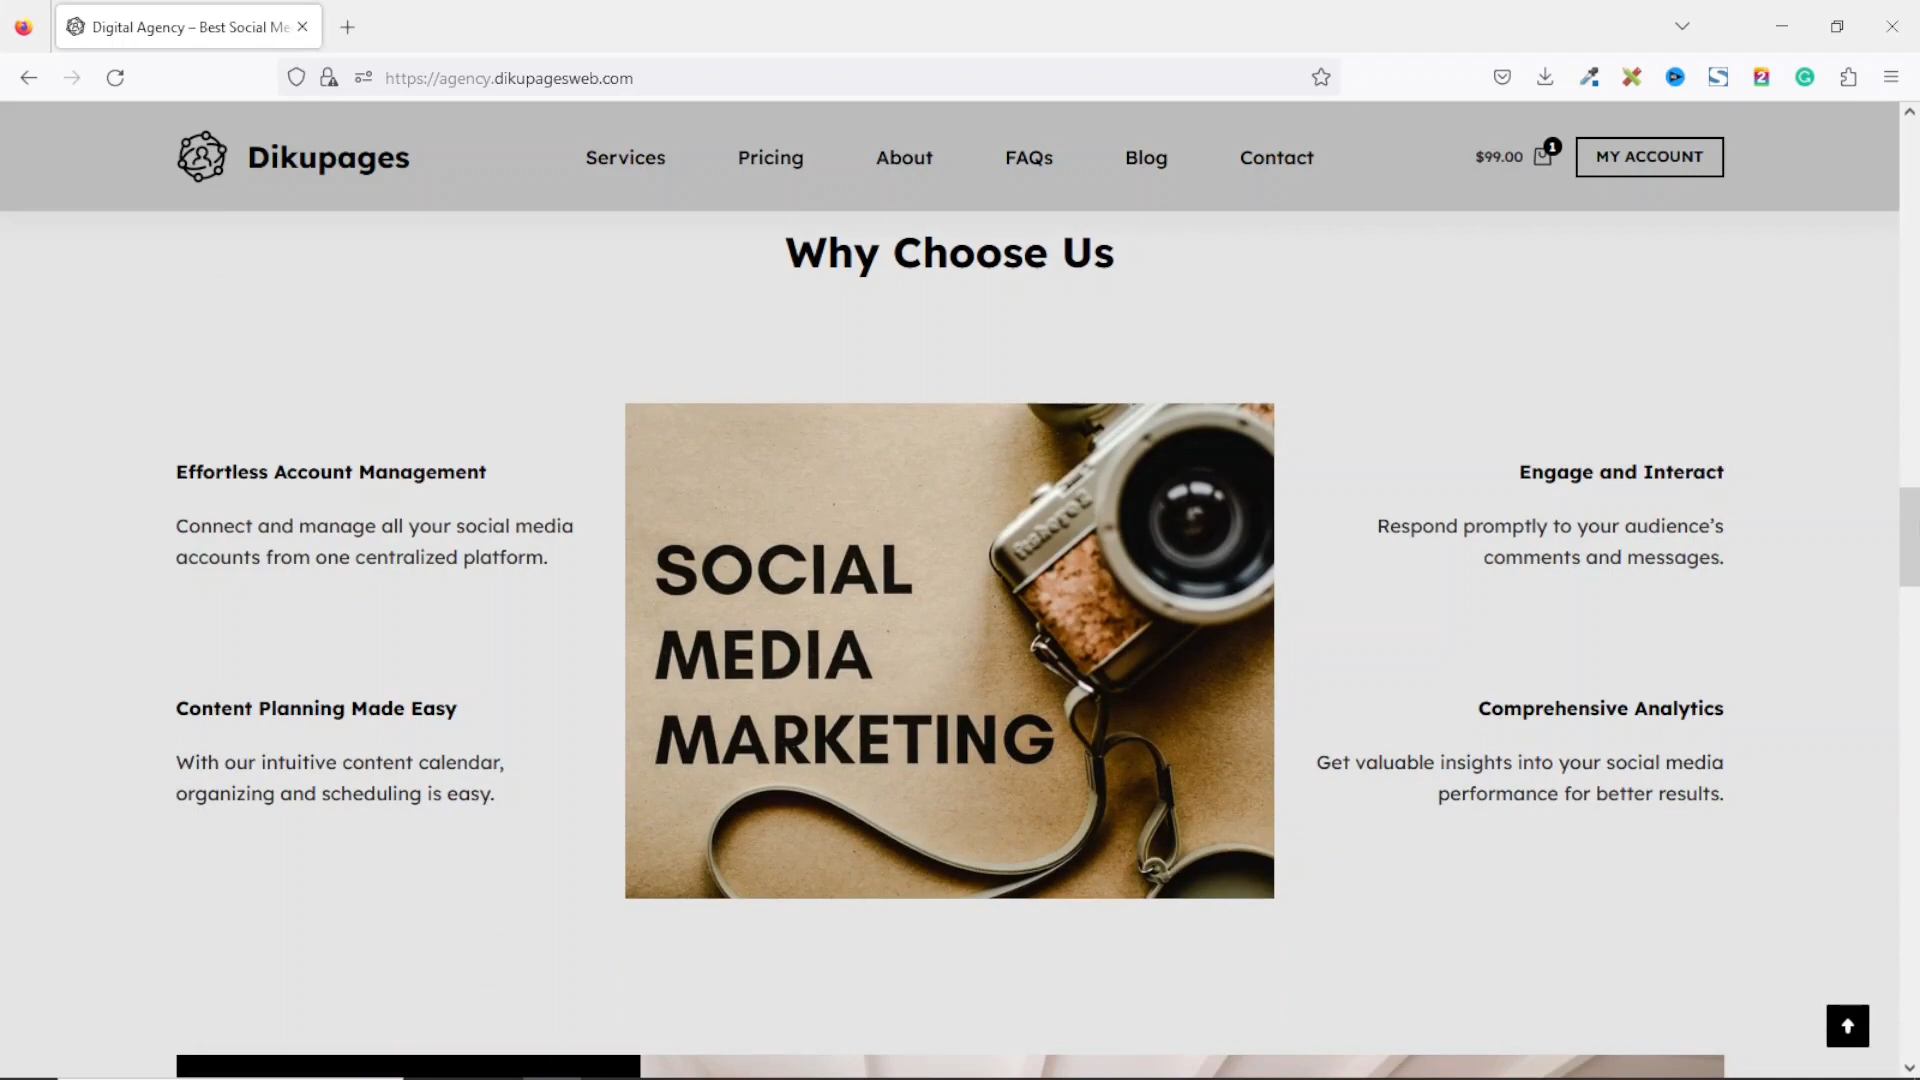 Digital Agency – Best Social Me
https://agency.dikupagesweb.com
Dikupages
Services
Pricing
About
FAQs
Blog
Contact
$99.00
1
MY ACCOUNT
Why Choose Us
Effortless Account Management
Connect and manage all your social media
accounts from one centralized platform.
Content Planning Made Easy
With our intuitive content calendar,
organizing and scheduling is easy.
SOCIAL
MEDIA
MARKETING
Engage and Interact
Respond promptly to your audience’s
comments and messages.
Comprehensive Analytics
Get valuable insights into your social media
performance for better results.